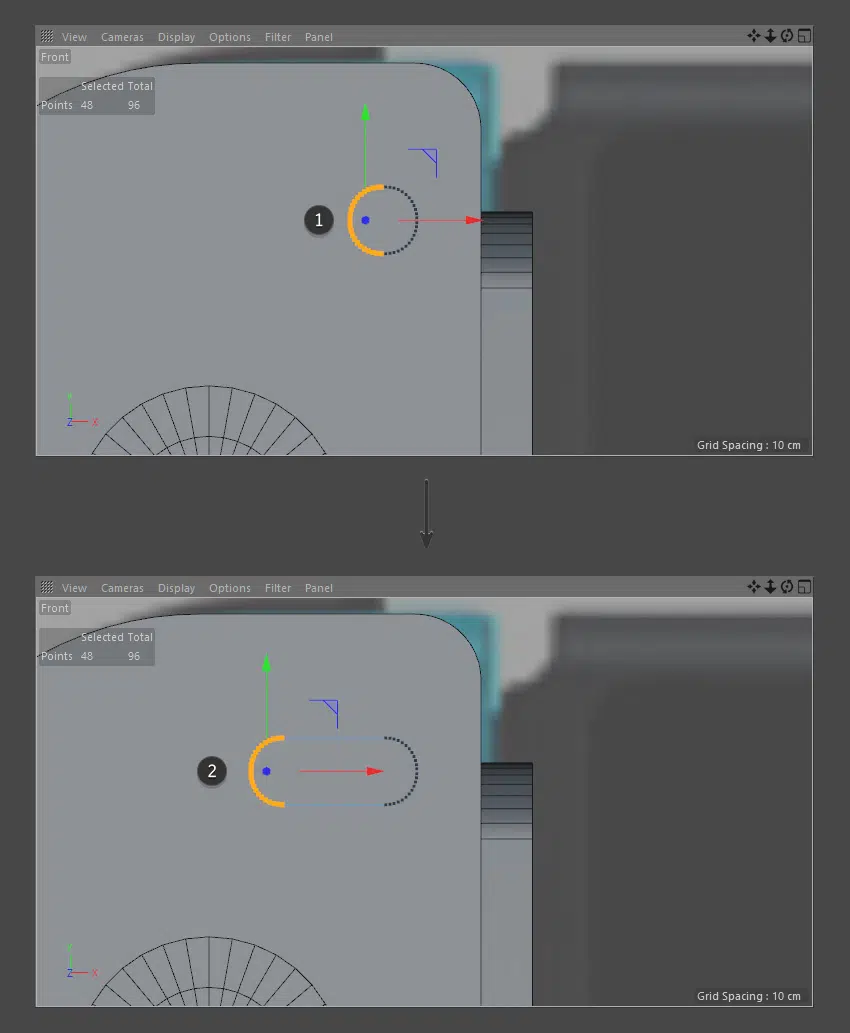 View Cameras Display Options Filter Panel
Front
Selected Total
Points 48 96
1
Y
Z X
Grid Spacing : 10 cm
View Cameras Display Options Filter Panel
Front
Selected Total
Points 48 96
2
Y
Z X
Grid Spacing : 10 cm